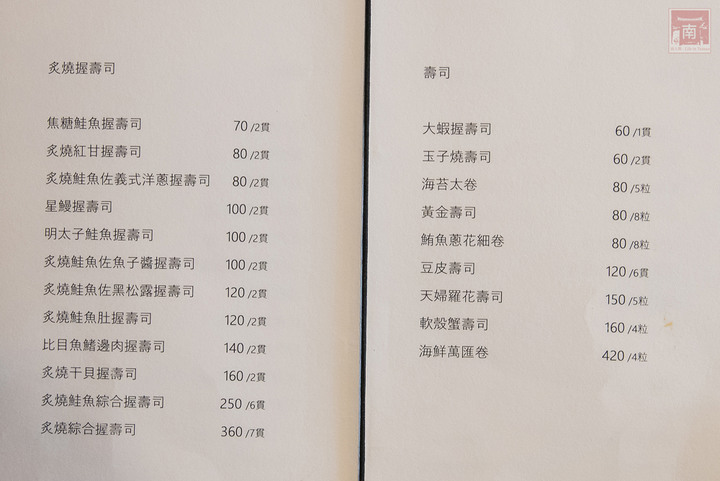 炙燒握壽司
焦糖鮭魚握壽司 70 /2貫
炙燒紅甘握壽司 80 /2貫
炙燒鮭魚佐義式洋蔥握壽司 80 /2貫
星鰻握壽司 100 /2貫
明太子鮭魚握壽司 100 /2貫
炙燒鮭魚佐魚子醬握壽司 100 /2貫
炙燒鮭魚佐黑松露握壽司 120 /2貫
炙燒鮭魚肚握壽司 120 /2貫
比目魚鰭邊肉握壽司 140 /2貫
炙燒干貝握壽司 160 /2貫
炙燒鮭魚綜合握壽司 250 /6貫
炙燒綜合握壽司 360 /7貫
壽司
大蝦握壽司 60 /1貫
玉子燒壽司 60 /2貫
海苔太卷 80 /5粒
黃金壽司 80 /8粒
鮪魚蔥花細卷 80 /8粒
豆皮壽司 120 /6貫
天婦羅花壽司 150 /5粒
軟殼蟹壽司 160 /4粒
海鮮萬匯卷 420 /4粒
南